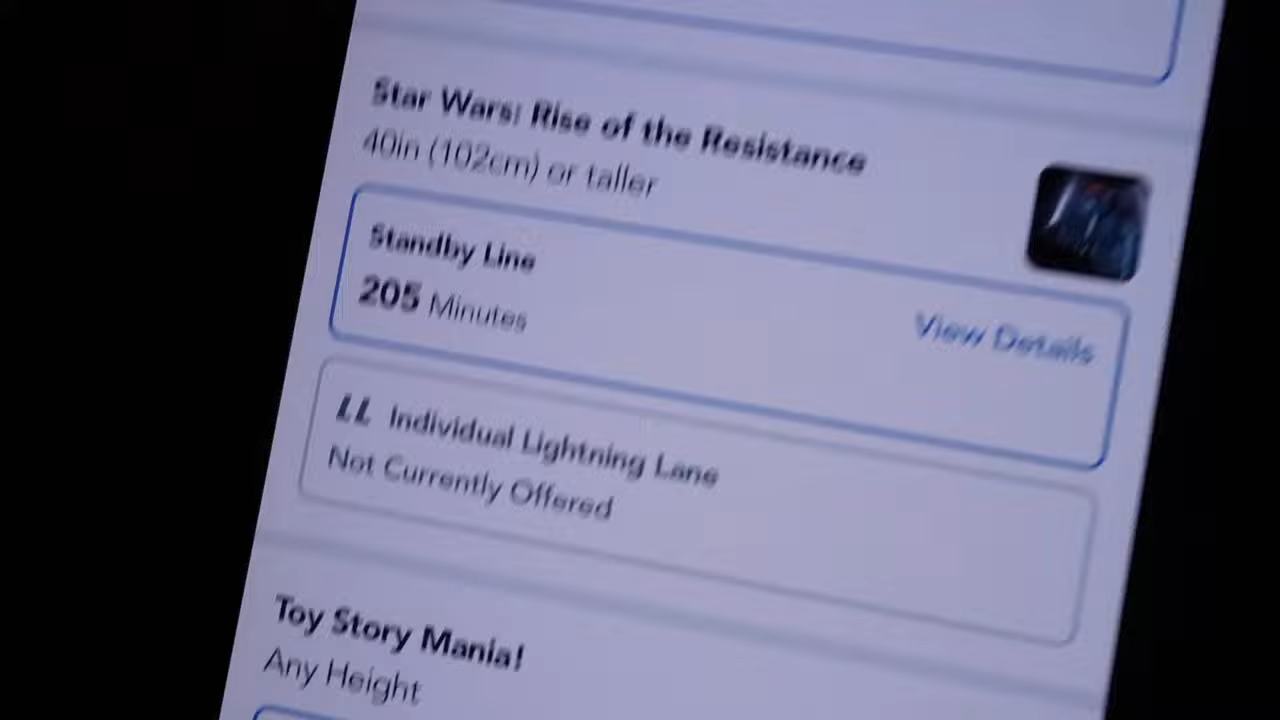 Star Wars: Rise of the Resistance
40in (102cm) or taller
Standby Line
205 Minutes
View Details
LL Individual Lightning Lane
Not Currently Offered
Toy Story Mania!
Any Height